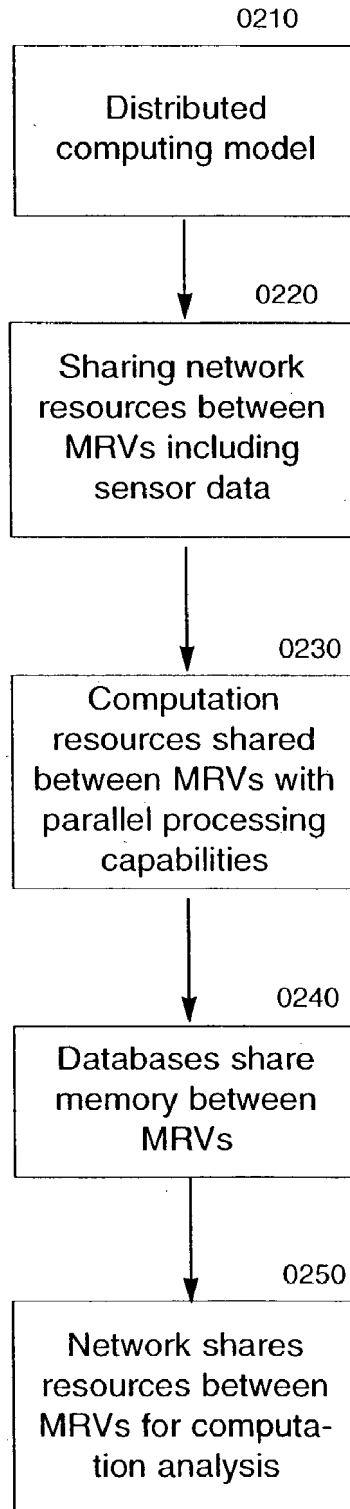 0210
Distributed
computing model
0220
Sharing network
resources between
MRVs including
sensor data
0230
Computation
resources shared
between MRVs with
parallel processing
capabilities
0240
Databases share
memory between
MRVs
0250
Network shares
resources between
MRVs for computa-
tion analysis